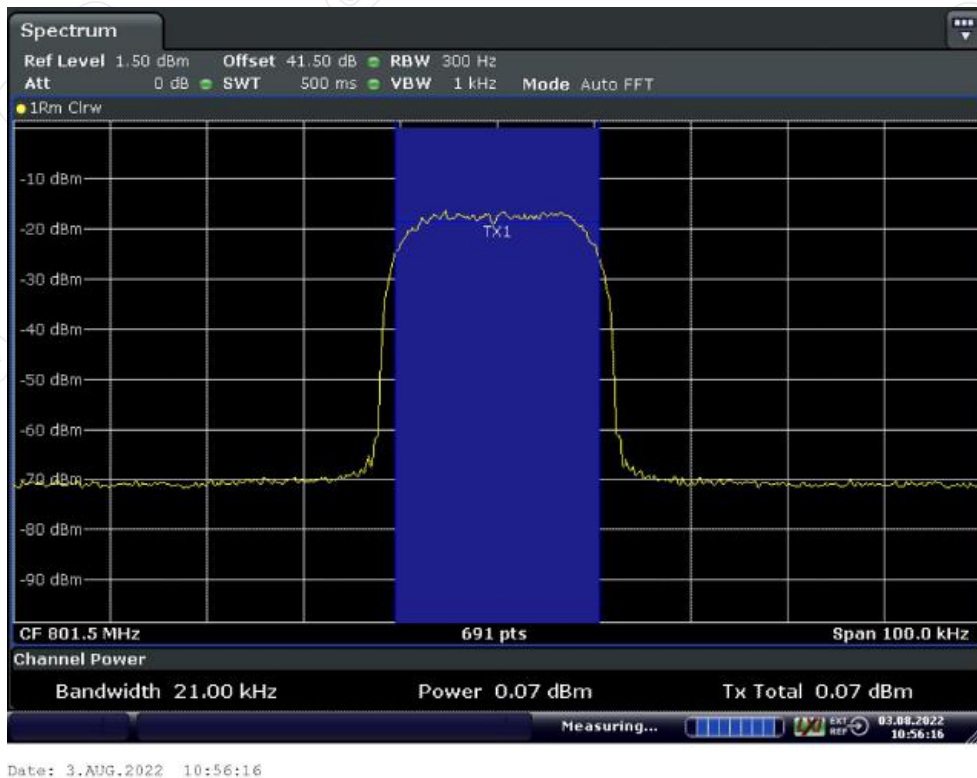 Spectrum
Ref Level 1.50 dBm Offset 41.50 dB RBW 300 Hz
Att 0 dB SWT 500 ms VBW 1 kHz Mode Auto FFT
1Rm Clrw
-10 dBm
-20 dBm
TX1
-30 dBm
-40 dBm
-50 dBm
-60 dBm
-70 dBm
-80 dBm
-90 dBm
CF 801.5 MHz 691 pts Span 100.0 kHz
Channel Power
Bandwidth 21.00 kHz Power 0.07 dBm Tx Total 0.07 dBm
Measuring... LXI EXT REF 03.08.2022
10:56:16
Date: 3.AUG.2022 10:56:16